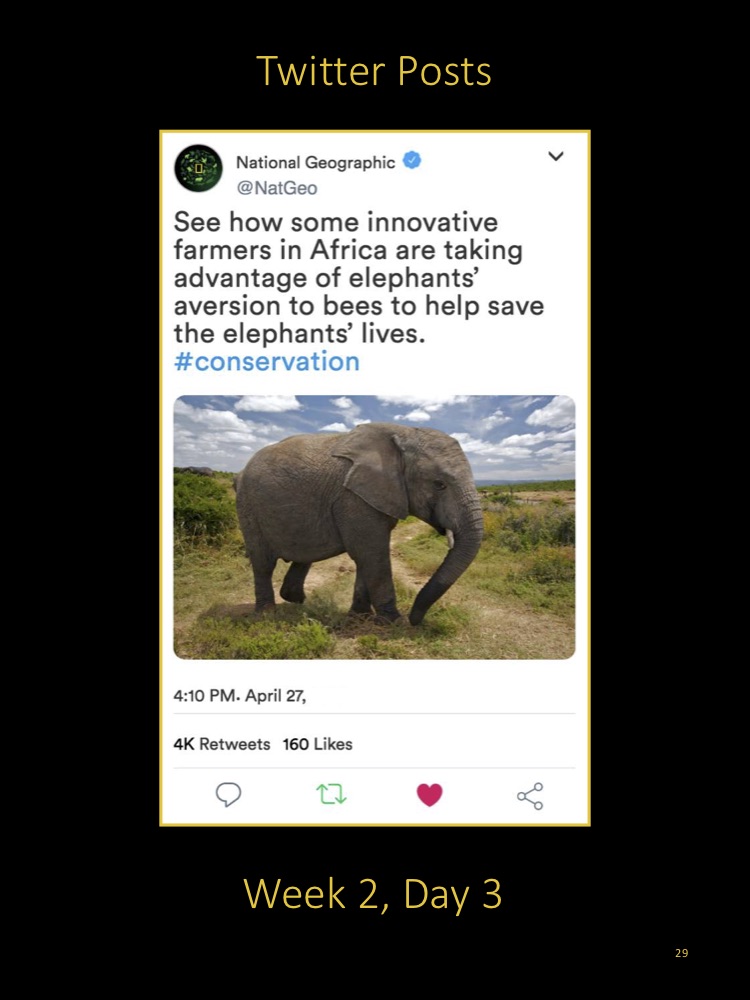 Twitter Posts
National Geographic
@NatGeo
See how some innovative
farmers in Africa are taking
advantage of elephants’
aversion to bees to help save
the elephants’ lives.
#conservation
4:10 PM. April 27,
4K Retweets 160 Likes
Week 2, Day 3
29